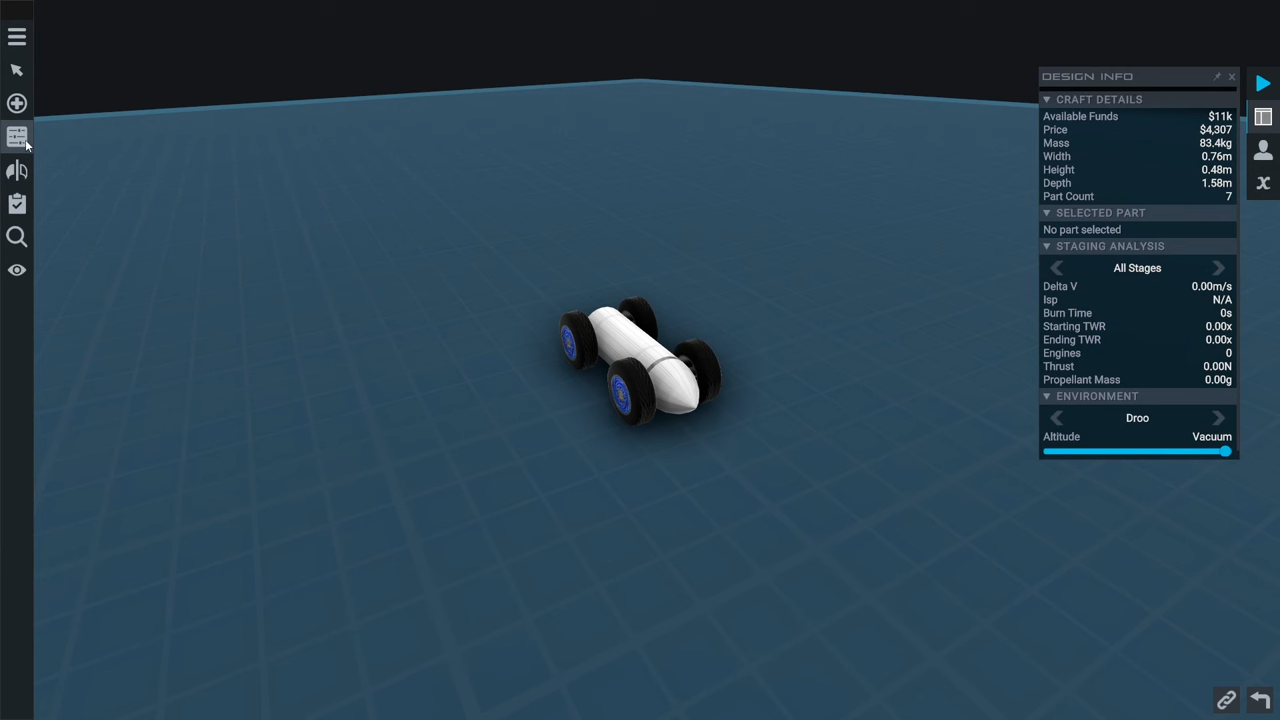 DESIGN INFO
CRAFT DETAILS
Available Funds $11k
Price $4,307
Mass 83.4kg
Width 0.76m
Height 0.48m
Depth 1.58m
Part Count 7
SELECTED PART
No part selected
STAGING ANALYSIS
All Stages
Delta V 0.00m/s
Isp N/A
Burn Time 0s
Starting TWR 0.00x
Ending TWR 0.00x
Engines 0
Thrust 0.00N
Propellant Mass 0.00g
ENVIRONMENT
Droo
Altitude Vacuum